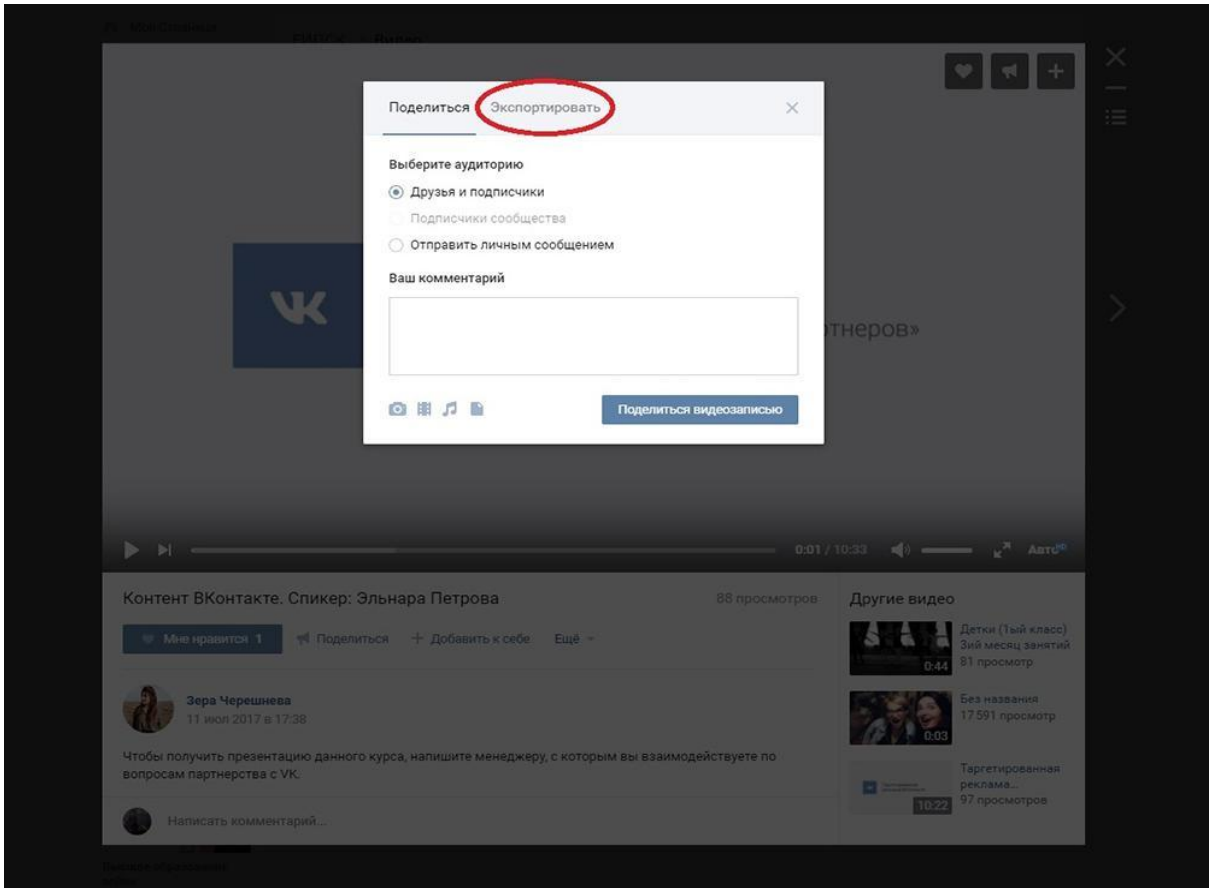 Моя Страница
Видео
Поделиться
Экспортировать
Выберите аудиторию
Друзья и подписчики
Подписчики сообщества
Отправить личным сообщением
Ваш комментарий
тнеров»
Поделиться видеозаписью
0:01 / 10:33
Авто HD
Контент ВКонтакте. Спикер: Эльнара Петрова
88 просмотров
Мне нравится 1
Поделиться
Добавить к себе
Ещё
Зера Черешнева
11 июл 2017 в 17:38
Чтобы получить презентацию данного курса, напишите менеджеру, с которым вы взаимодействуете по
вопросам партнерства с VK.
Написать комментарий...
Другие видео
Детки (1ый класс)
3ий месяц занятий
81 просмотр
0:44
Без названия
17 591 просмотр
0:03
Таргетированная
реклама...
97 просмотров
10:22